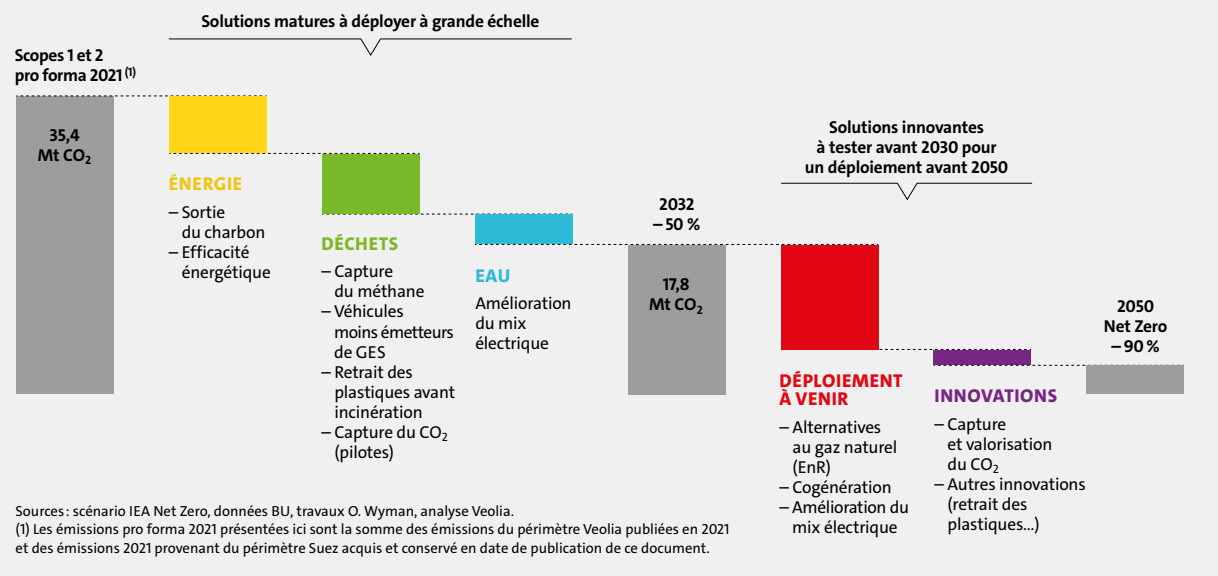 Solutions matures à déployer à grande échelle
Scopes 1 et 2
pro forma 2021(1)
35,4
Mt CO2
ÉNERGIE
– Sortie
du charbon
– Efficacité
énergétique
DÉCHETS
– Capture
du méthane
– Véhicules
moins émetteurs
de GES
– Retrait des
plastiques avant
incinération
– Capture du CO2
(pilotes)
EAU
Amélioration
du mix
électrique
2032
– 50 %
17,8
Mt CO2
Solutions innovantes
à tester avant 2030 pour
un déploiement avant 2050
DÉPLOIEMENT
À VENIR
– Alternatives
au gaz naturel
(EnR)
– Cogénération
– Amélioration du
mix électrique
INNOVATIONS
– Capture
et valorisation
du CO2
– Autres innovations
(retrait des
plastiques...)
2050
Net Zero
– 90 %
Sources : scénario IEA Net Zero, données BU, travaux O. Wyman, analyse Veolia.
(1) Les émissions pro forma 2021 présentées ici sont la somme des émissions du périmètre Veolia publiées en 2021
et des émissions 2021 provenant du périmètre Suez acquis et conservé en date de publication de ce document.